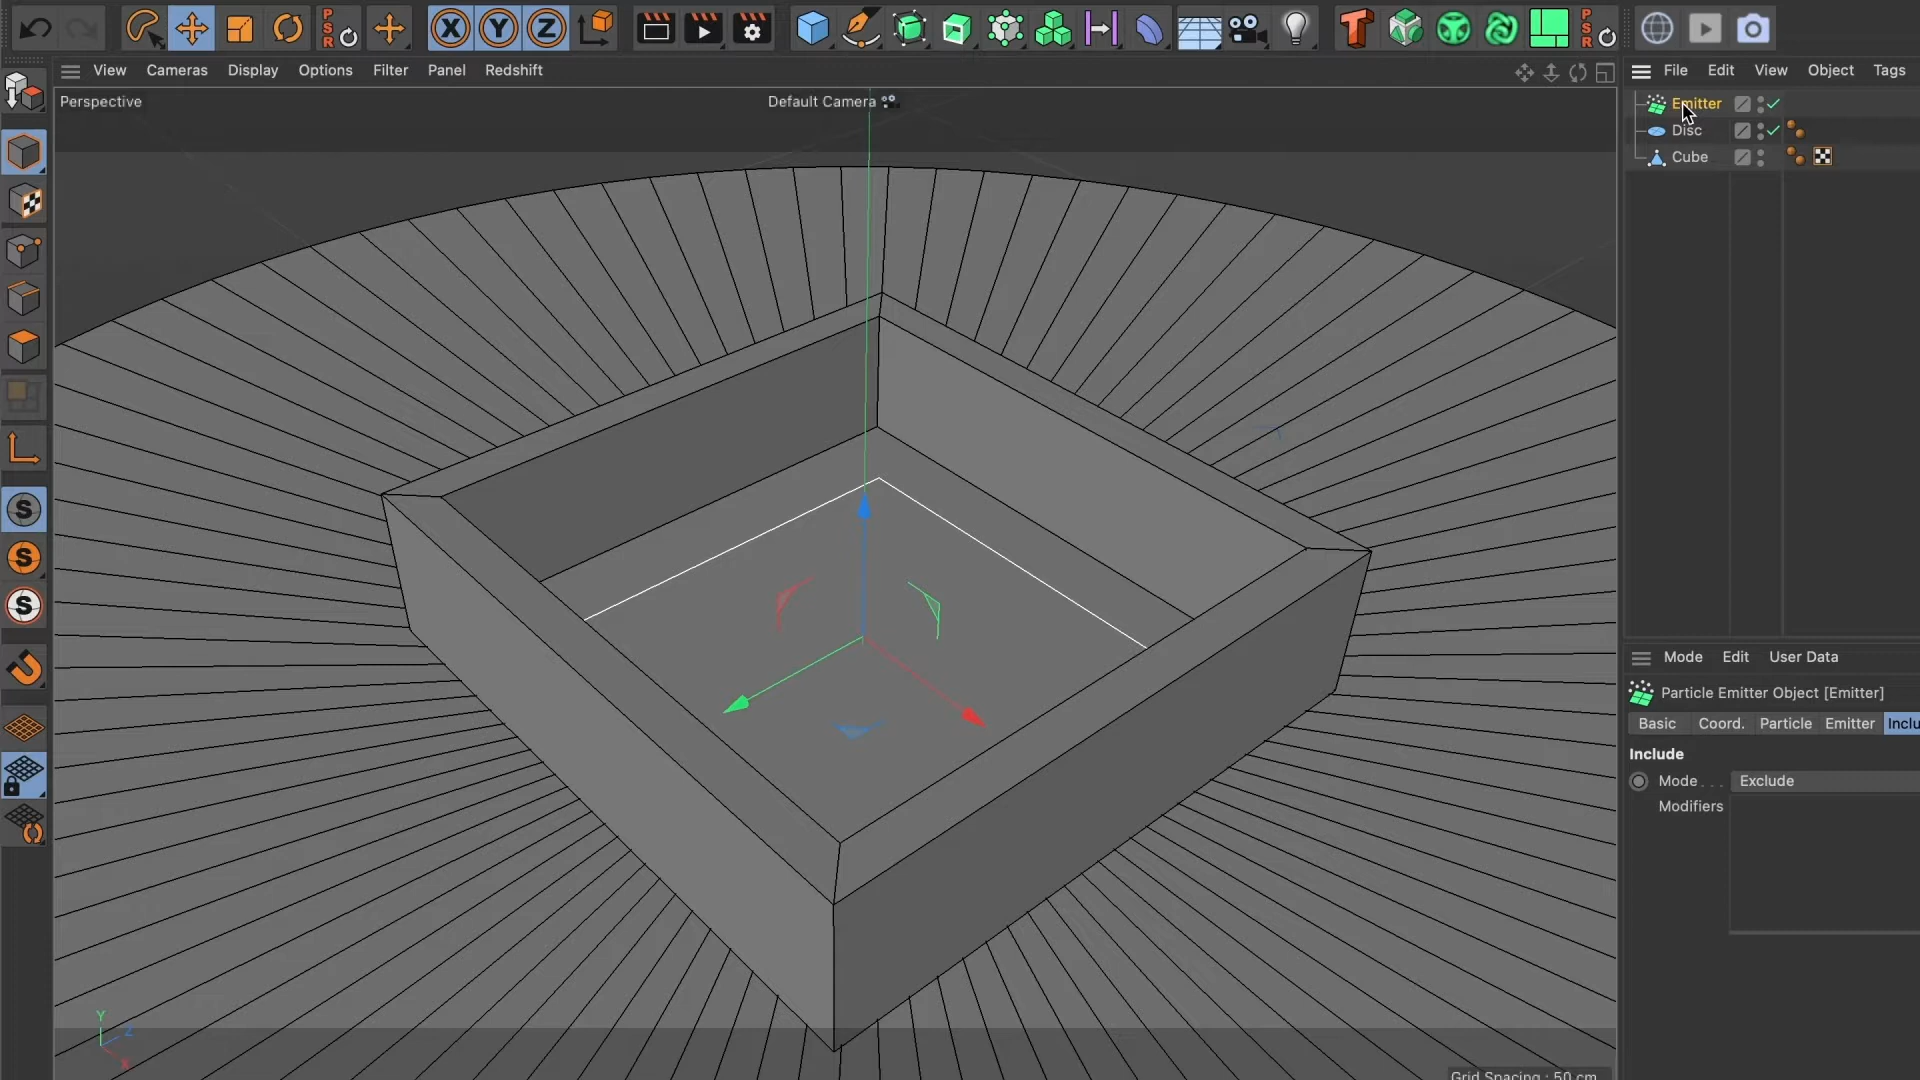 P
S
R
X
Y
Z
P
S
R
View Cameras Display Options Filter Panel Redshift
File Edit View Object Tags
Perspective
Default Camera
Emitter
Disc
Cube
S
S
S
Mode Edit User Data
Particle Emitter Object [Emitter]
Basic Coord. Particle Emitter Inclu
Include
Mode . . . Exclude
Modifiers
Y
Z
X
Grid Spacing : 50 cm